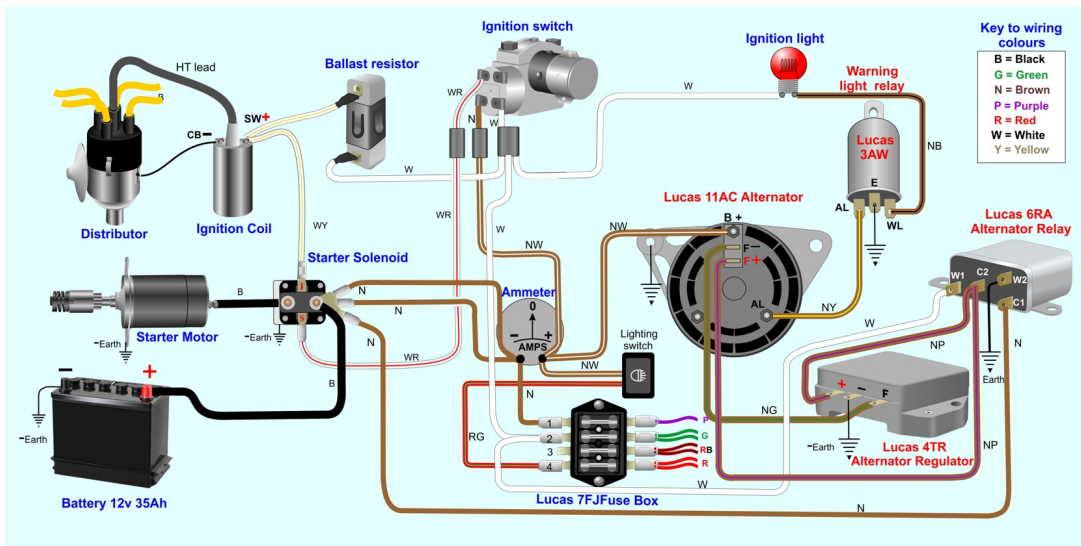 Ignition switch
Key to wiring
colours
B = Black
G = Green
N = Brown
P = Purple
R = Red
W = White
Y = Yellow
Ignition light
Ballast resistor
HT lead
B
SW+
CB−
Warning
light relay
Lucas
3AW
E
AL
WL
NB
W
WR
N
W
W
Distributor
Ignition Coil
WY
WR
W
Lucas 11AC Alternator
B +
F−
F+
AL
NY
Lucas 6RA
Alternator Relay
W1
C2
W2
C1
Starter Solenoid
I
S
B
N
N
N
NW
NW
Ammeter
0
−
+
AMPS
Lighting
switch
NW
W
NP
N
Earth
Starter Motor
-Earth
-Earth
WR
B
−
+
-Earth
Battery 12v 35Ah
N
RG
1
2
3
4
P
G
RB
R
NG
+
−
F
-Earth
Lucas 4TR
Alternator Regulator
NP
W
Lucas 7FJFuse Box
N